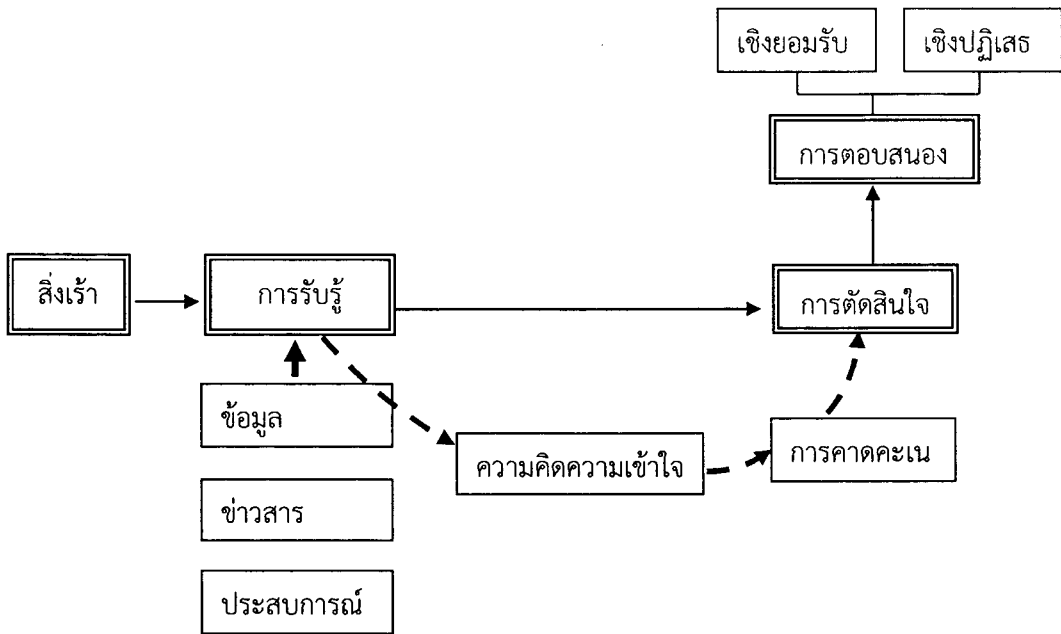 เชิงยอมรับ
เชิงปฏิเสธ
การตอบสนอง
สิ่งเร้า
การรับรู้
การตัดสินใจ
ข้อมูล
ความคิดความเข้าใจ
การคาดคะเน
ข่าวสาร
ประสบการณ์